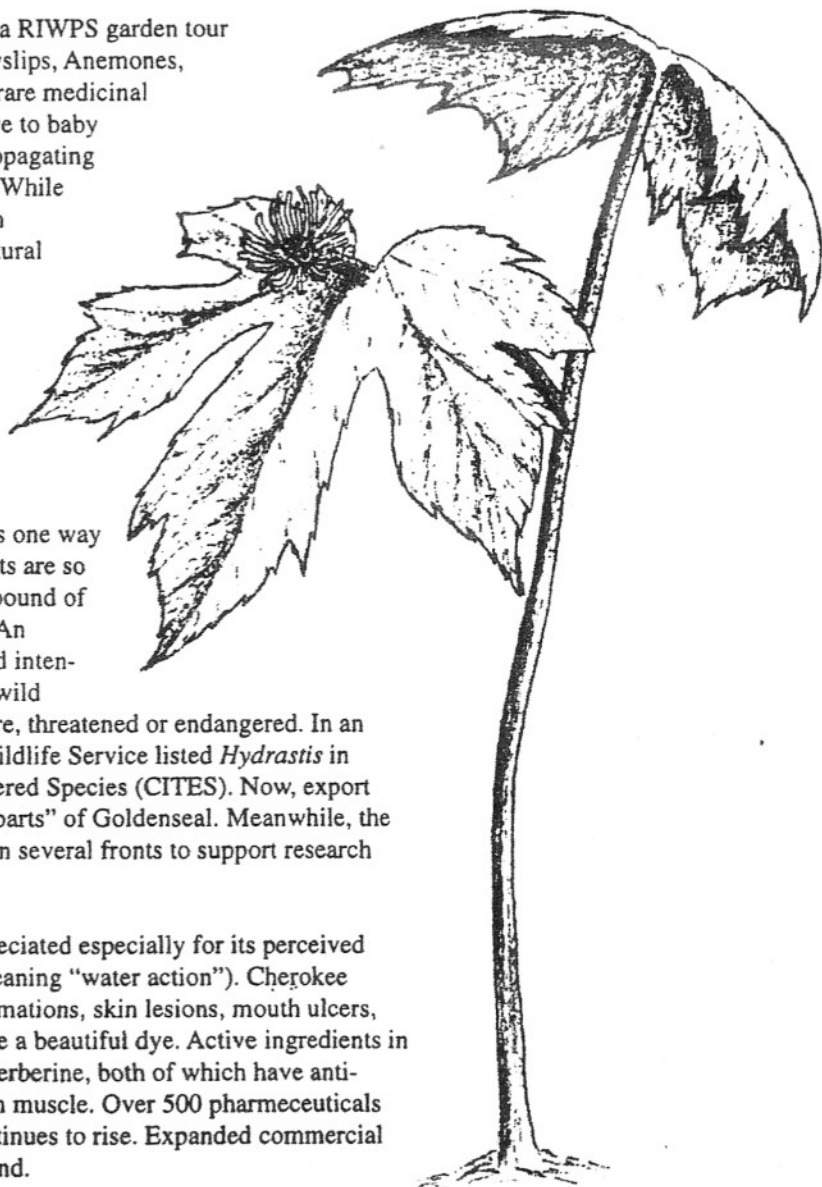 a RIWPS garden tour
slips, Anemones,
rare medicinal
e to baby
pagating
While
n
ural
s one way
ts are so
ound of
An
d inten-
wild
re, threatened or endangered. In an
ildlife Service listed Hydrastis in
ered Species (CITES). Now, export
parts” of Goldenseal. Meanwhile, the
n several fronts to support research
eciated especially for its perceived
eaning “water action”). Cherokee
mations, skin lesions, mouth ulcers,
e a beautiful dye. Active ingredients in
erberine, both of which have anti-
n muscle. Over 500 pharmeceuticals
tinues to rise. Expanded commercial
nd.